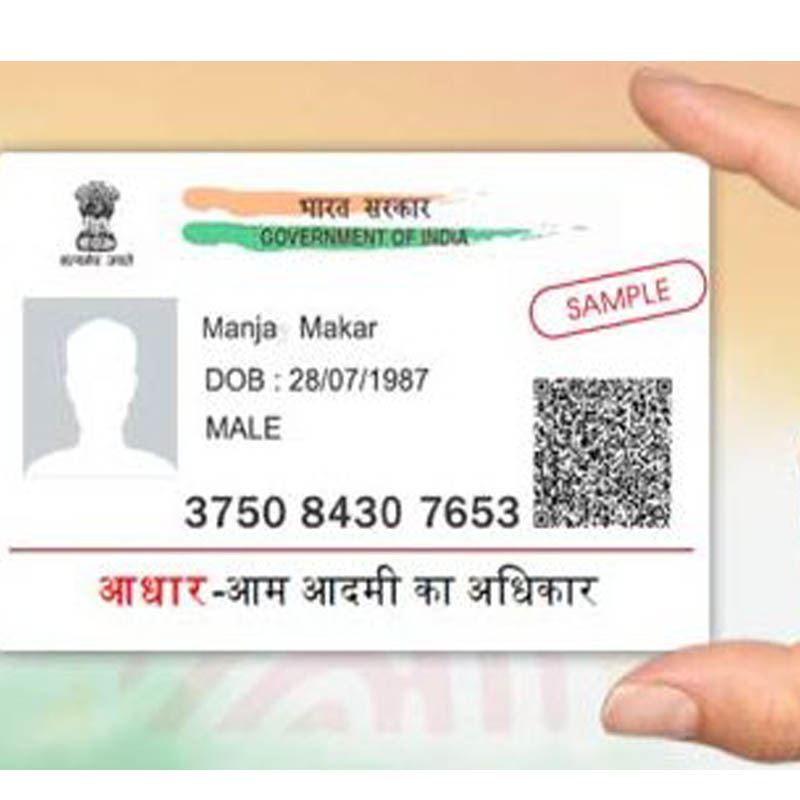 भारत सरकार
GOVERNMENT OF INDIA
सत्यमेव जयते
SAMPLE
Manja Makar
DOB : 28/07/1987
MALE
3750 8430 7653
आधार-आम आदमी का अधिकार